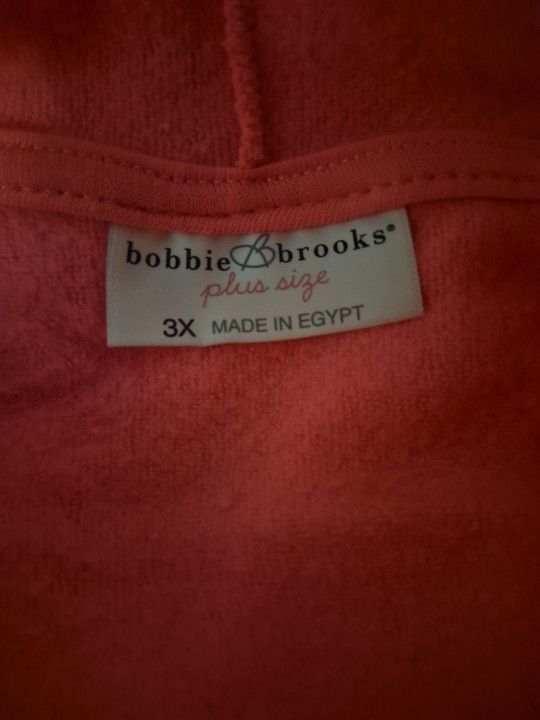 bobbie B brooks®
plus size
3X MADE IN EGYPT